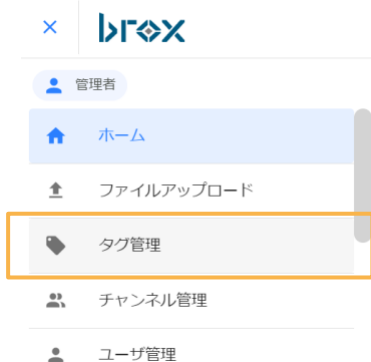 brox
管理者
ホーム
ファイルアップロード
タグ管理
チャンネル管理
ユーザ管理